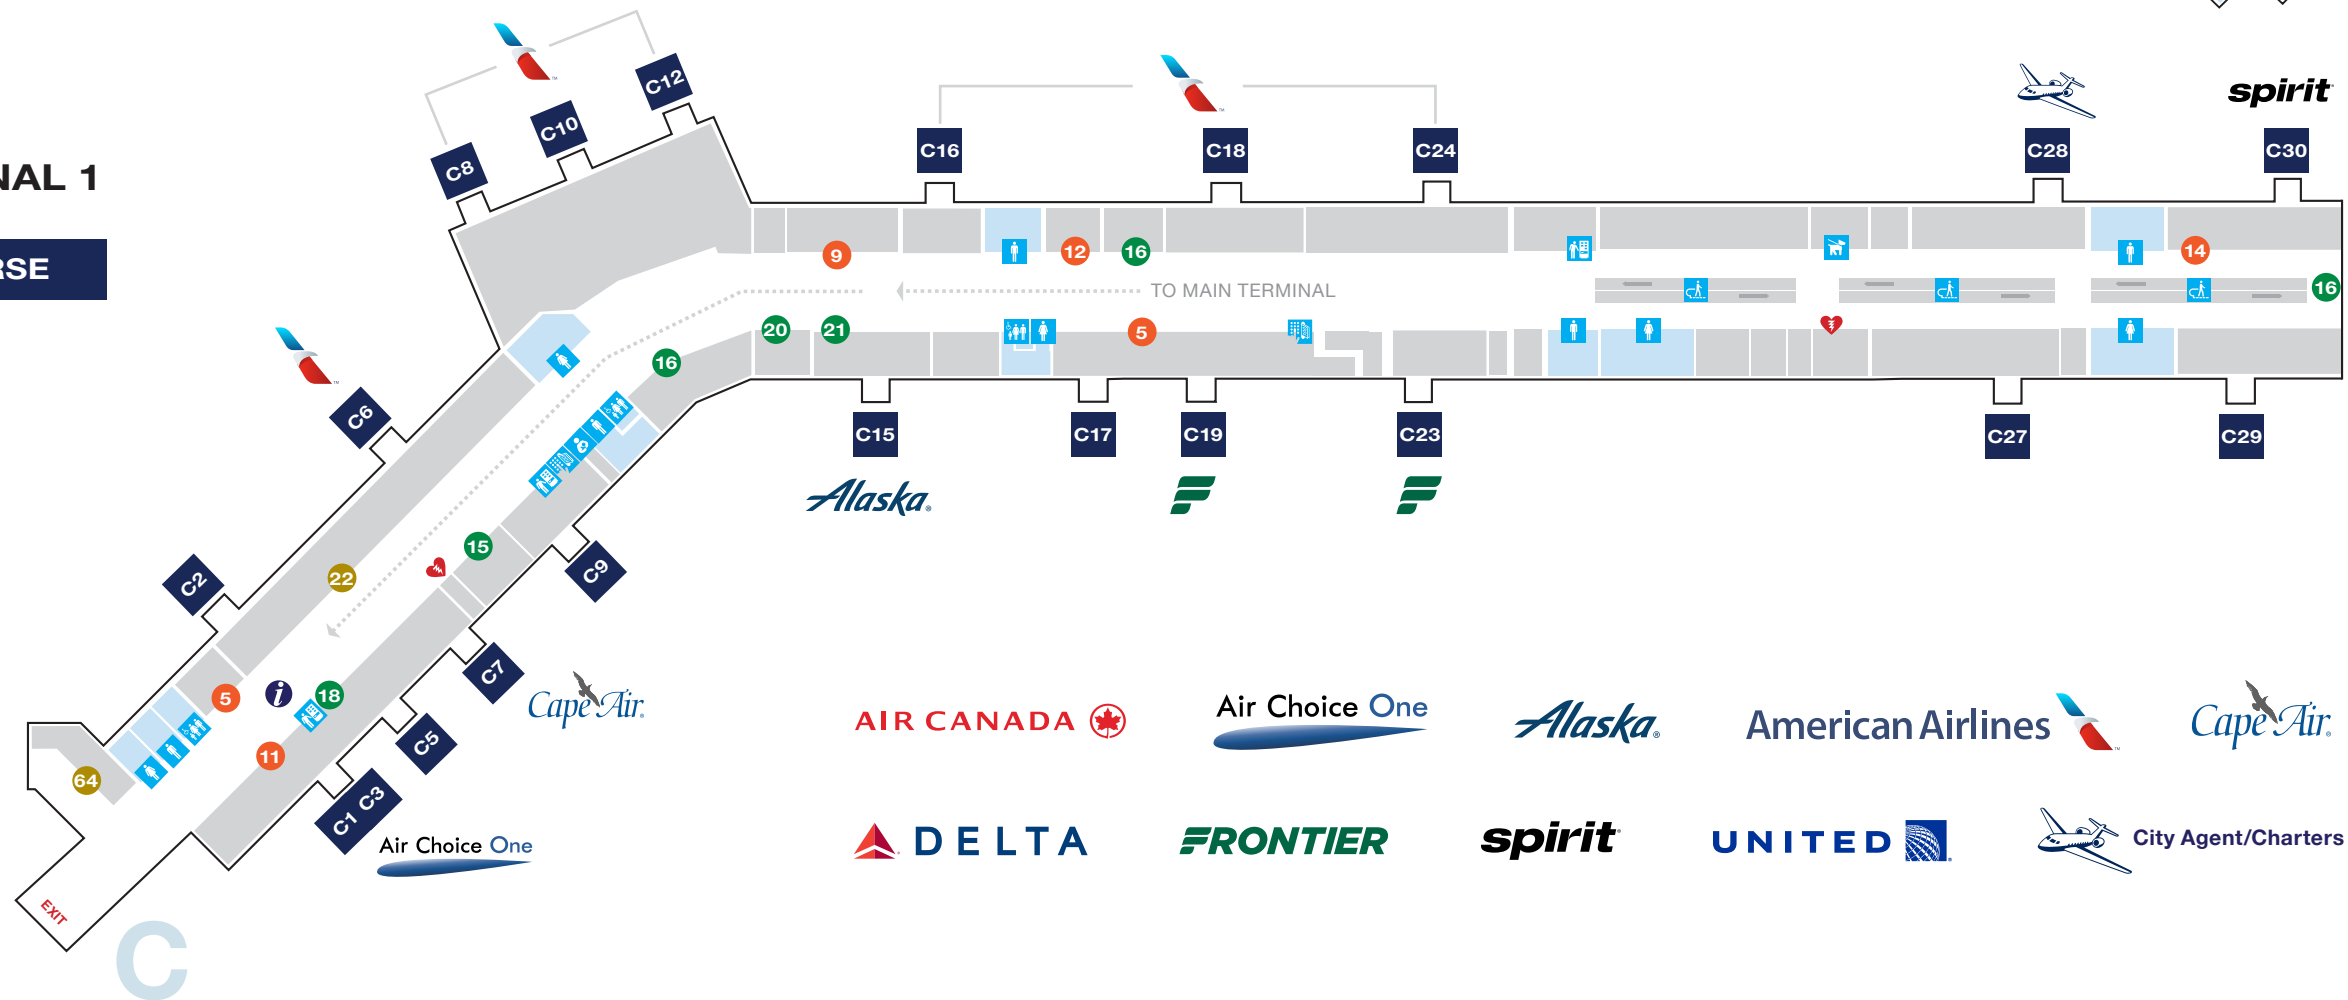 C12
C10
C8
C16
C18
C24
C28
spirit
C30
NAL 1
RSE
9
12
16
14
16
TO MAIN TERMINAL
20
21
5
16
C6
C15
C17
C19
C23
C27
C29
Alaska
15
22
C9
C2
C7
Cape Air
5
i
18
11
C5
64
C1 C3
Air Choice One
EXIT
C
AIR CANADA
Air Choice One
Alaska
American Airlines
Cape Air
DELTA
FRONTIER
spirit
UNITED
City Agent/Charters